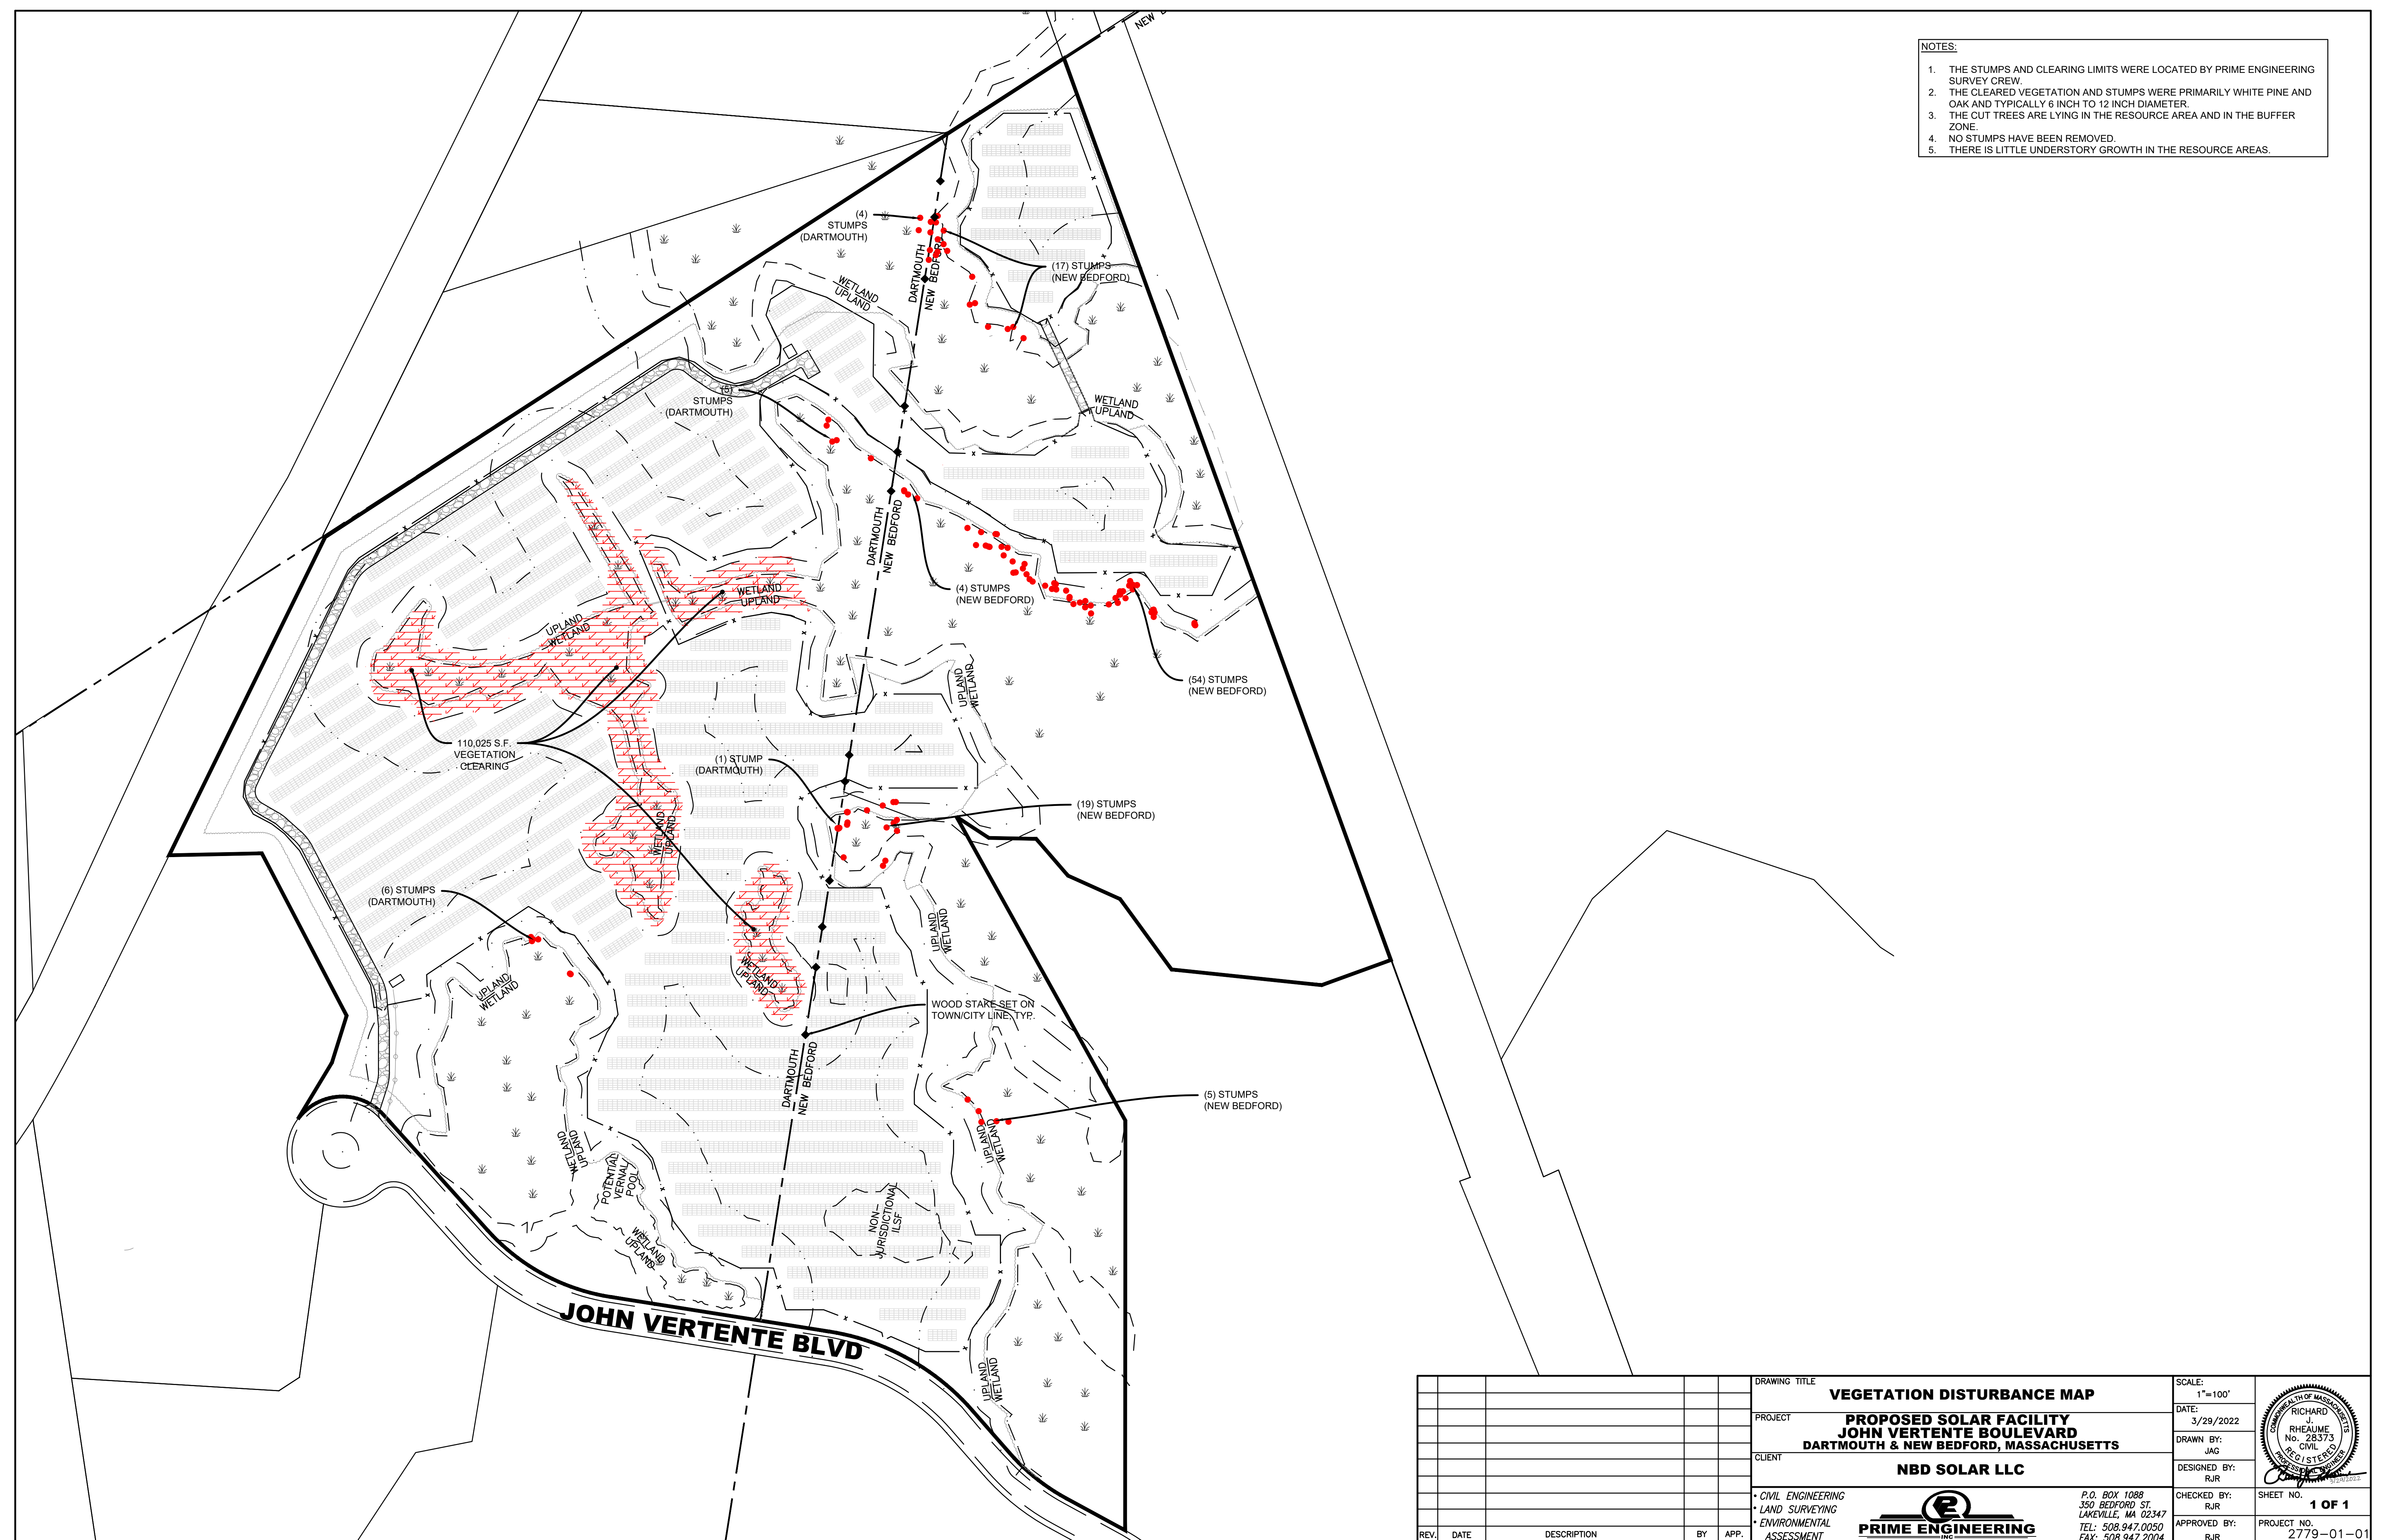 NEW
NOTES:
1. THE STUMPS AND CLEARING LIMITS WERE LOCATED BY PRIME ENGINEERING
SURVEY CREW.
2. THE CLEARED VEGETATION AND STUMPS WERE PRIMARILY WHITE PINE AND
OAK AND TYPICALLY 6 INCH TO 12 INCH DIAMETER.
3. THE CUT TREES ARE LYING IN THE RESOURCE AREA AND IN THE BUFFER
ZONE.
4. NO STUMPS HAVE BEEN REMOVED.
5. THERE IS LITTLE UNDERSTORY GROWTH IN THE RESOURCE AREAS.
(4)
STUMPS
(DARTMOUTH)
DARTMOUTH
NEW BEDFORD
(17) STUMPS
(NEW BEDFORD)
WETLAND
UPLAND
(5)
STUMPS
(DARTMOUTH)
WETLAND
UPLAND
DARTMOUTH
NEW BEDFORD
(4) STUMPS
(NEW BEDFORD)
WETLAND
UPLAND
UPLAND
WETLAND
(54) STUMPS
(NEW BEDFORD)
UPLAND
WETLAND
110,025 S.F.
VEGETATION
CLEARING
(1) STUMP
(DARTMOUTH)
(19) STUMPS
(NEW BEDFORD)
WETLAND
UPLAND
(6) STUMPS
(DARTMOUTH)
UPLAND
WETLAND
WETLAND
UPLAND
UPLAND
WETLAND
WOOD STAKE SET ON
TOWN/CITY LINE, TYP.
DARTMOUTH
NEW BEDFORD
(5) STUMPS
(NEW BEDFORD)
UPLAND
WETLAND
WETLAND
UPLAND
POTENTIAL
VERNAL
POOL
NON-
JURISDICTIONAL
ILSF
WETLAND
UPLAND
JOHN VERTENTE BLVD
UPLAND
WETLAND
REV.
DATE
DESCRIPTION
BY
APP.
DRAWING TITLE
VEGETATION DISTURBANCE MAP
PROJECT
PROPOSED SOLAR FACILITY
JOHN VERTENTE BOULEVARD
DARTMOUTH & NEW BEDFORD, MASSACHUSETTS
CLIENT
NBD SOLAR LLC
• CIVIL ENGINEERING
• LAND SURVEYING
• ENVIRONMENTAL
ASSESSMENT
PRIME ENGINEERING
INC
P.O. BOX 1088
350 BEDFORD ST.
LAKEVILLE, MA 02347
TEL: 508.947.0050
FAX: 508.947.2004
SCALE:
1"=100'
DATE:
3/29/2022
DRAWN BY:
JAG
DESIGNED BY:
RJR
CHECKED BY:
RJR
APPROVED BY:
RJR
COMMONWEALTH OF MASSACHUSETTS
RICHARD
J.
RHEAUME
No. 28373
CIVIL
REGISTERED
PROFESSIONAL ENGINEER
SHEET NO.
1 OF 1
PROJECT NO.
2779-01-01